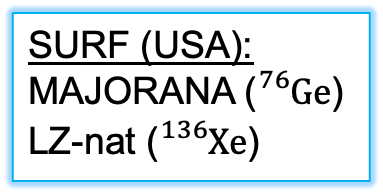 SURF (USA):
MAJORANA (⁷⁶Ge)
LZ-nat (¹³⁶Xe)